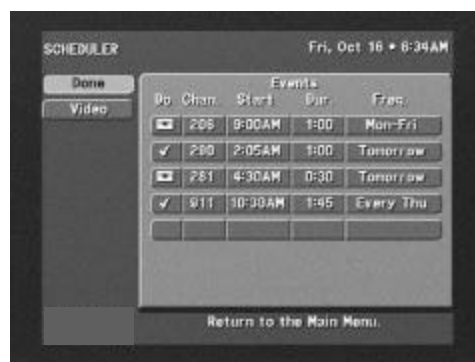 SCHEDULER
Fri, Oct 16 • 6:34AM
Done
Video
Events
Do Chan. Start Dur. Freq.
206 9:00AM 1:00 Mon-Fri
✓ 280 2:05AM 1:00 Tomorrow
281 4:30AM 0:30 Tomorrow
✓ 911 10:30AM 1:45 Every Thu
Return to the Main Menu.